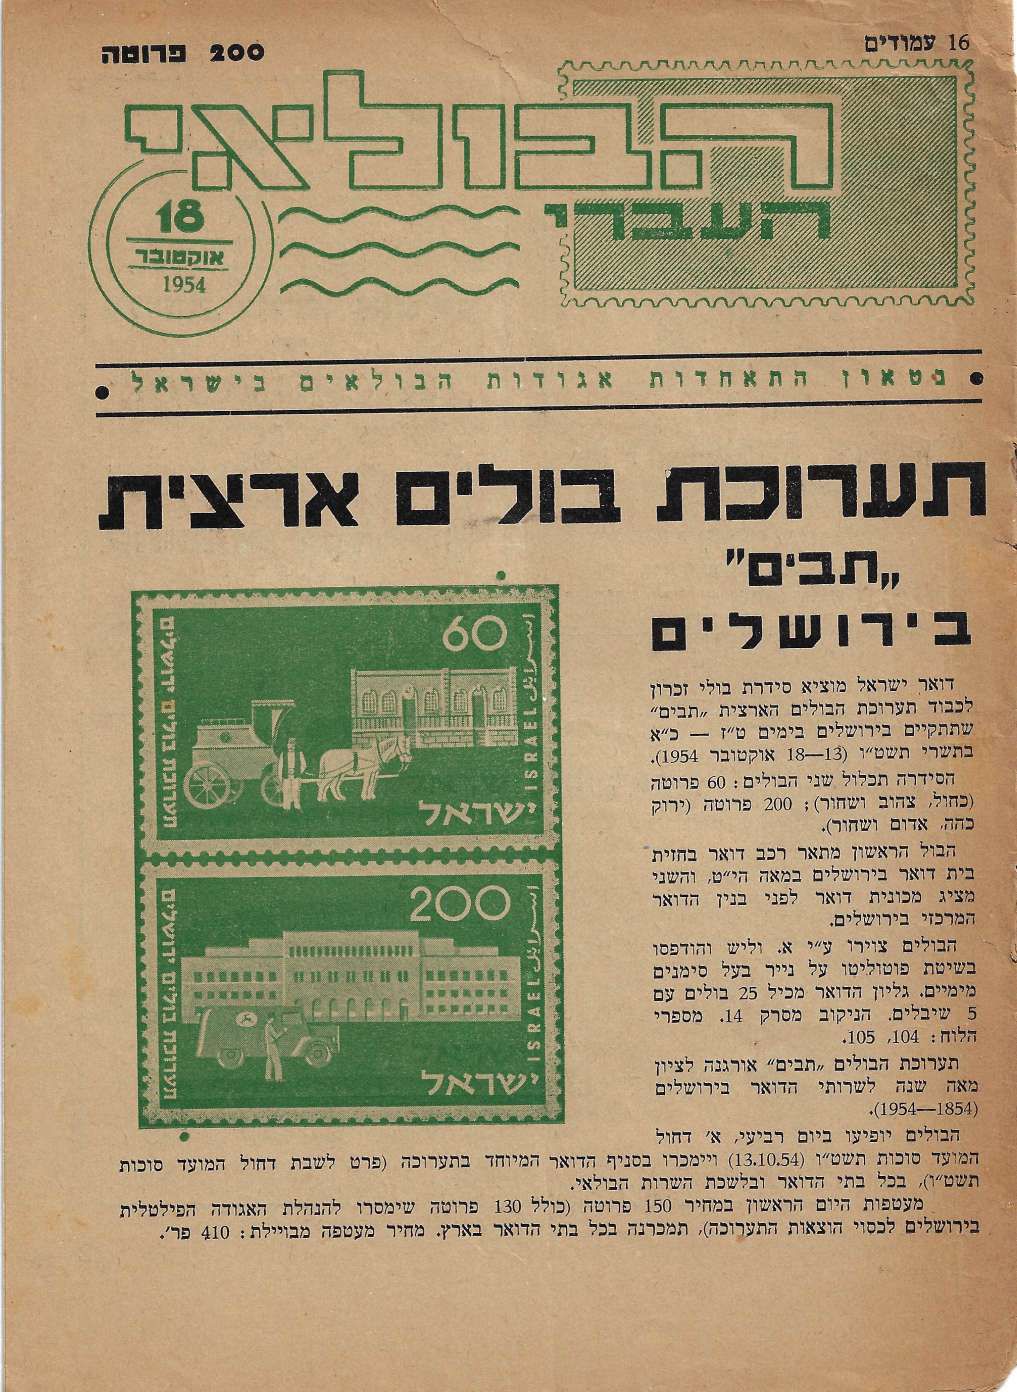 16 עמודים
200 פרוטה
הבולאי
העברי
18
אוקטובר
1954
בטאון התאחדות אגודות הבולאים בישראל
תערוכת בולים ארצית
„תבים"
בירושלים
60
תערוכת בולים ירושלים
اسرائيل ISRAEL
ישראל
200
תערוכת בולים ירושלים
اسرائيل ISRAEL
ישראל
דואר ישראל מוציא סידרת בולי זכרון
לכבוד תערוכת הבולים הארצית „תבים"
שתתקיים בירושלים בימים ט"ז — כ"א
בתשרי תשט"ו (13—18 אוקטובר 1954).
הסידרה תכלול שני הבולים: 60 פרוטה
(כחול, צהוב ושחור); 200 פרוטה (ירוק
כהה, אדום ושחור).
הבול הראשון מתאר רכב דואר בחזית
בית דואר בירושלים במאה הי"ט, והשני
מציג מכונית דואר לפני בנין הדואר
המרכזי בירושלים.
הבולים צוירו ע"י א. וליש והודפסו
בשיטת פוטוליטו על נייר בעל סימנים
מימיים. גליון הדואר מכיל 25 בולים עם
5 שיבלים. הניקוב מסרק 14. מספרי
הלוח: 104, 105.
תערוכת הבולים „תבים" אורגנה לציון
מאה שנה לשרותי הדואר בירושלים
(1854—1954).
הבולים יופיעו ביום רביעי, א' דחול
המועד סוכות תשט"ו (13.10.54) ויימכרו בסניף הדואר המיוחד בתערוכה (פרט לשבת דחול המועד סוכות
תשט"ו), בכל בתי הדואר ובלשכת השרות הבולאי.
מעטפות היום הראשון במחיר 150 פרוטה (כולל 130 פרוטה שימסרו להנהלת האגודה הפילטלית
בירושלים לכסוי הוצאות התערוכה), תמכרנה בכל בתי הדואר בארץ. מחיר מעטפה מבויילת: 410 פר'.